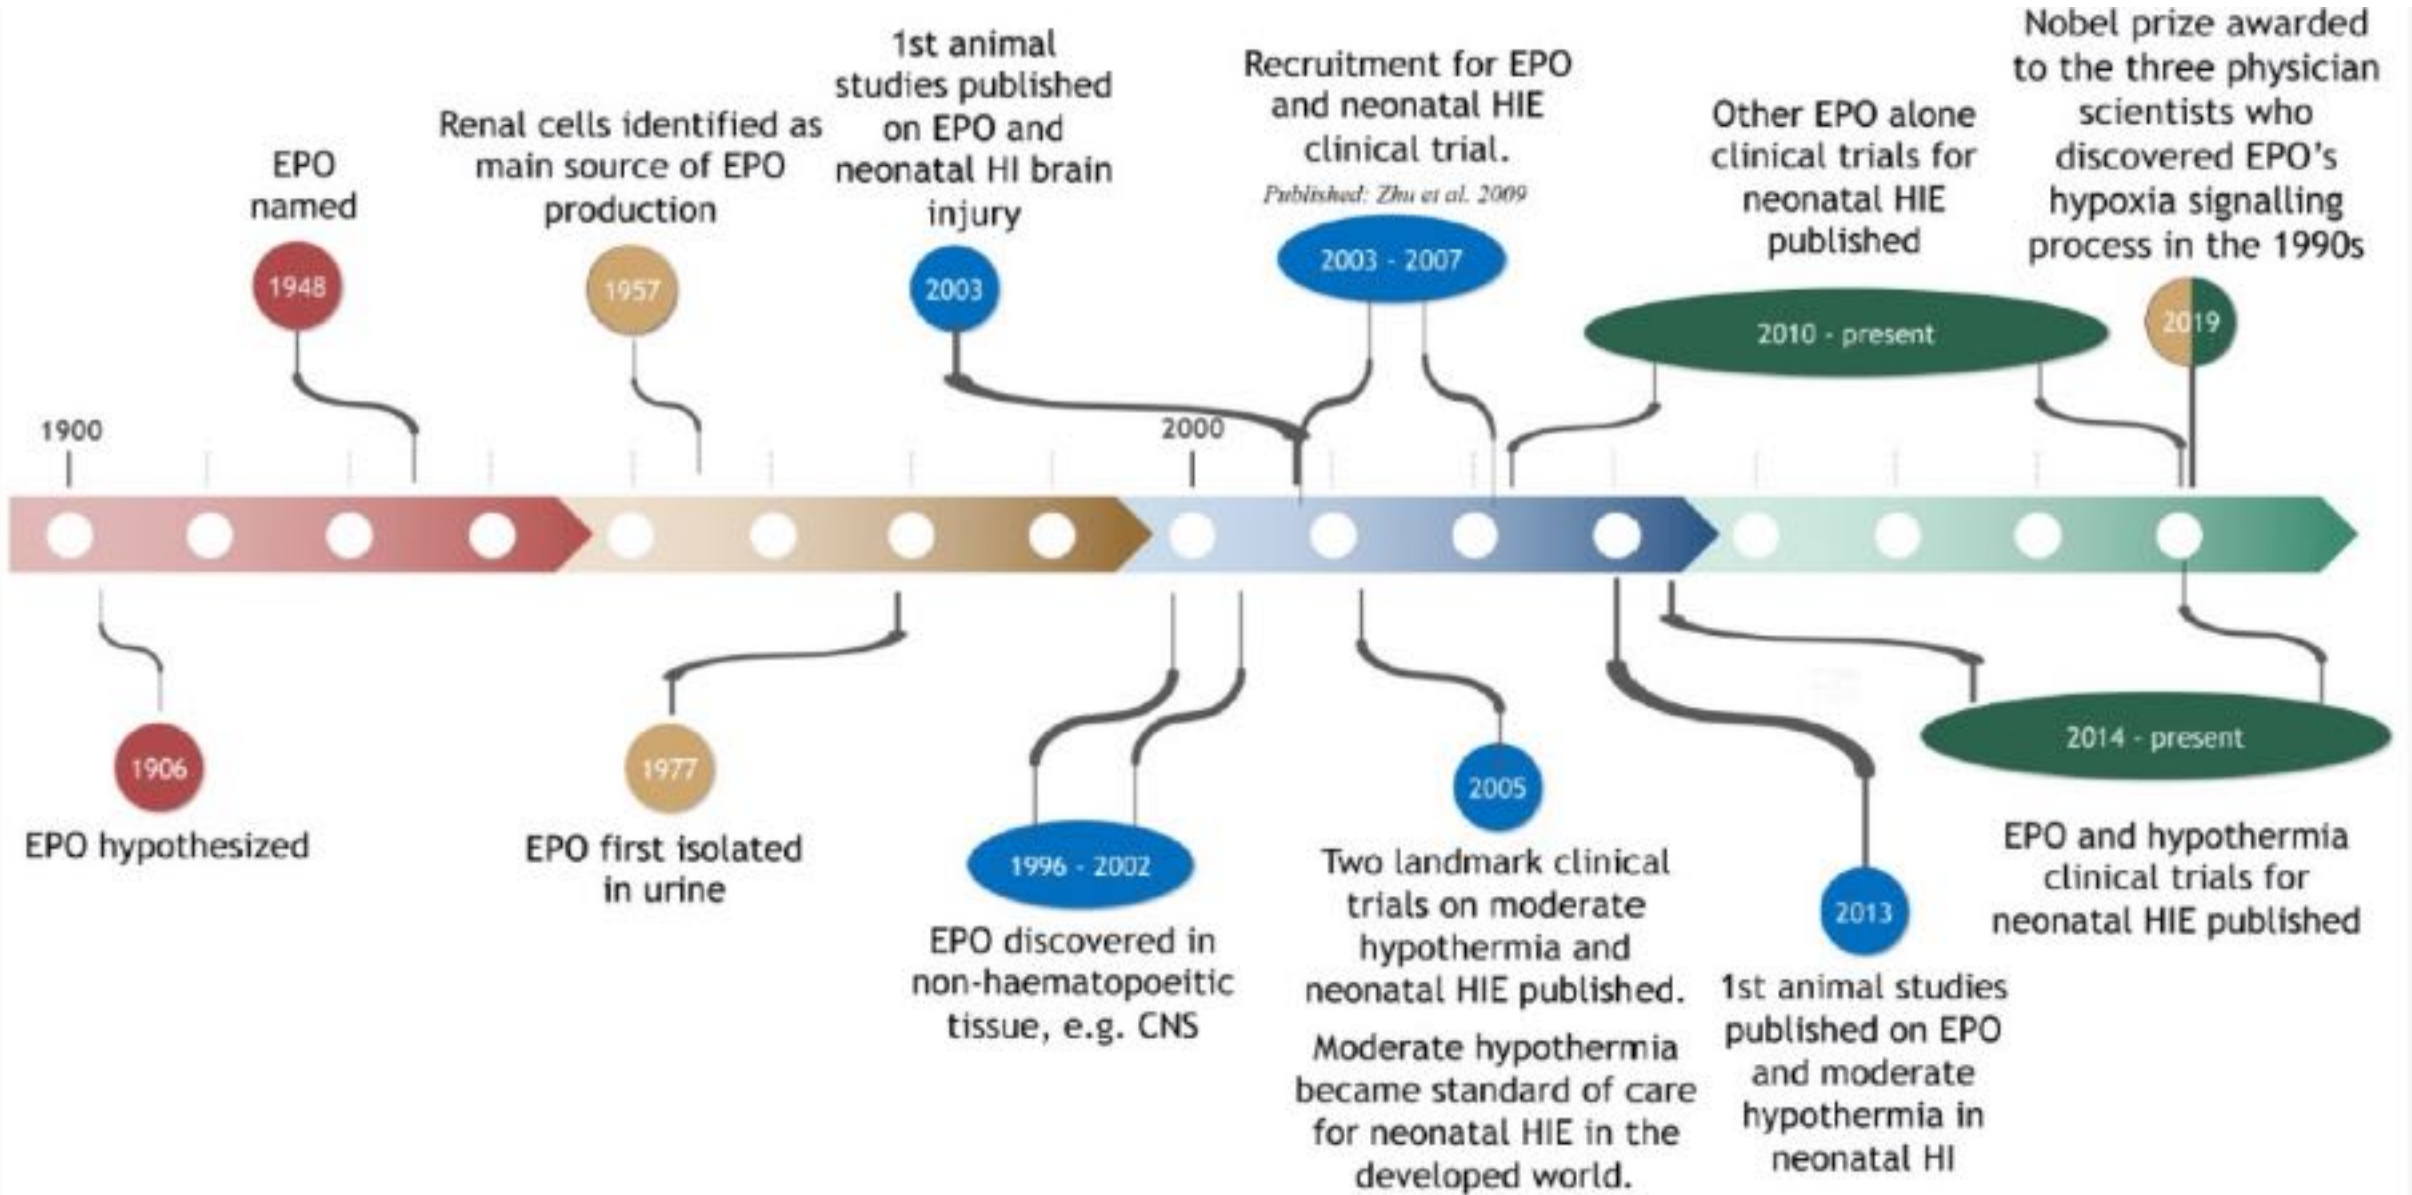 EPO
named
1948
Renal cells identified as
main source of EPO
production
1957
1st animal
studies published
on EPO and
neonatal HI brain
injury
2003
Recruitment for EPO
and neonatal HIE
clinical trial.
Published: Zhu et al. 2009
2003 - 2007
Other EPO alone
clinical trials for
neonatal HIE
published
2010 - present
Nobel prize awarded
to the three physician
scientists who
discovered EPO's
hypoxia signalling
process in the 1990s
2019
1900
2000
1906
EPO hypothesized
1977
EPO first isolated
in urine
1996 - 2002
EPO discovered in
non-haematopoeitic
tissue, e.g. CNS
2005
Two landmark clinical
trials on moderate
hypothermia and
neonatal HIE published.
Moderate hypothermia
became standard of care
for neonatal HIE in the
developed world.
2013
1st animal studies
published on EPO
and moderate
hypothermia in
neonatal HI
2014 - present
EPO and hypothermia
clinical trials for
neonatal HIE published